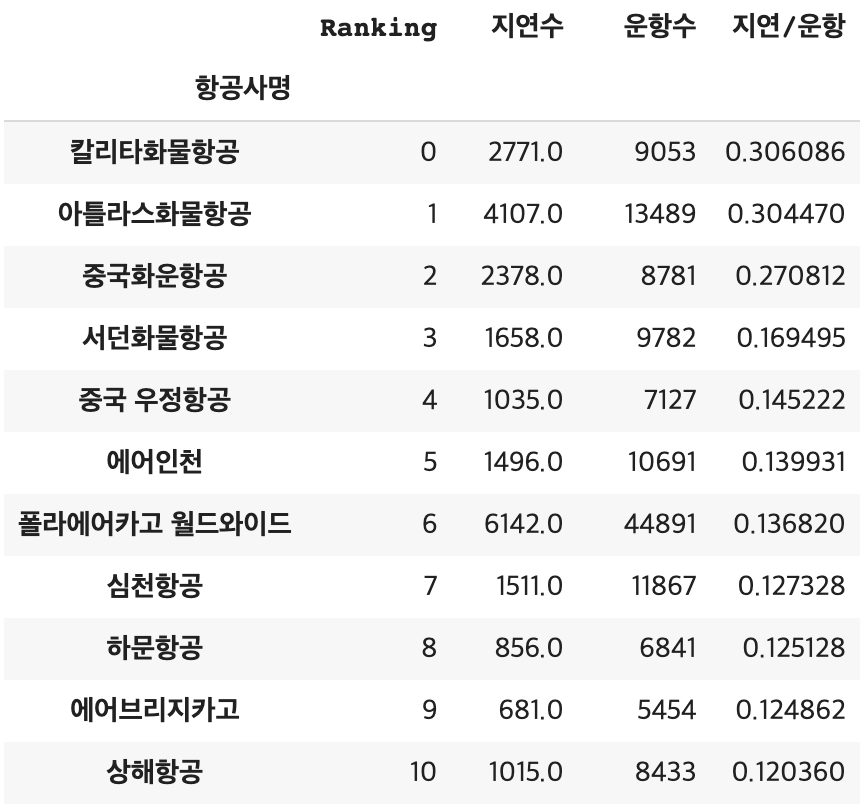 Ranking 지연수 운항수 지연/운항
항공사명
칼리타화물항공 0 2771.0 9053 0.306086
아틀라스화물항공 1 4107.0 13489 0.304470
중국화운항공 2 2378.0 8781 0.270812
서던화물항공 3 1658.0 9782 0.169495
중국 우정항공 4 1035.0 7127 0.145222
에어인천 5 1496.0 10691 0.139931
폴라에어카고 월드와이드 6 6142.0 44891 0.136820
심천항공 7 1511.0 11867 0.127328
하문항공 8 856.0 6841 0.125128
에어브리지카고 9 681.0 5454 0.124862
상해항공 10 1015.0 8433 0.120360